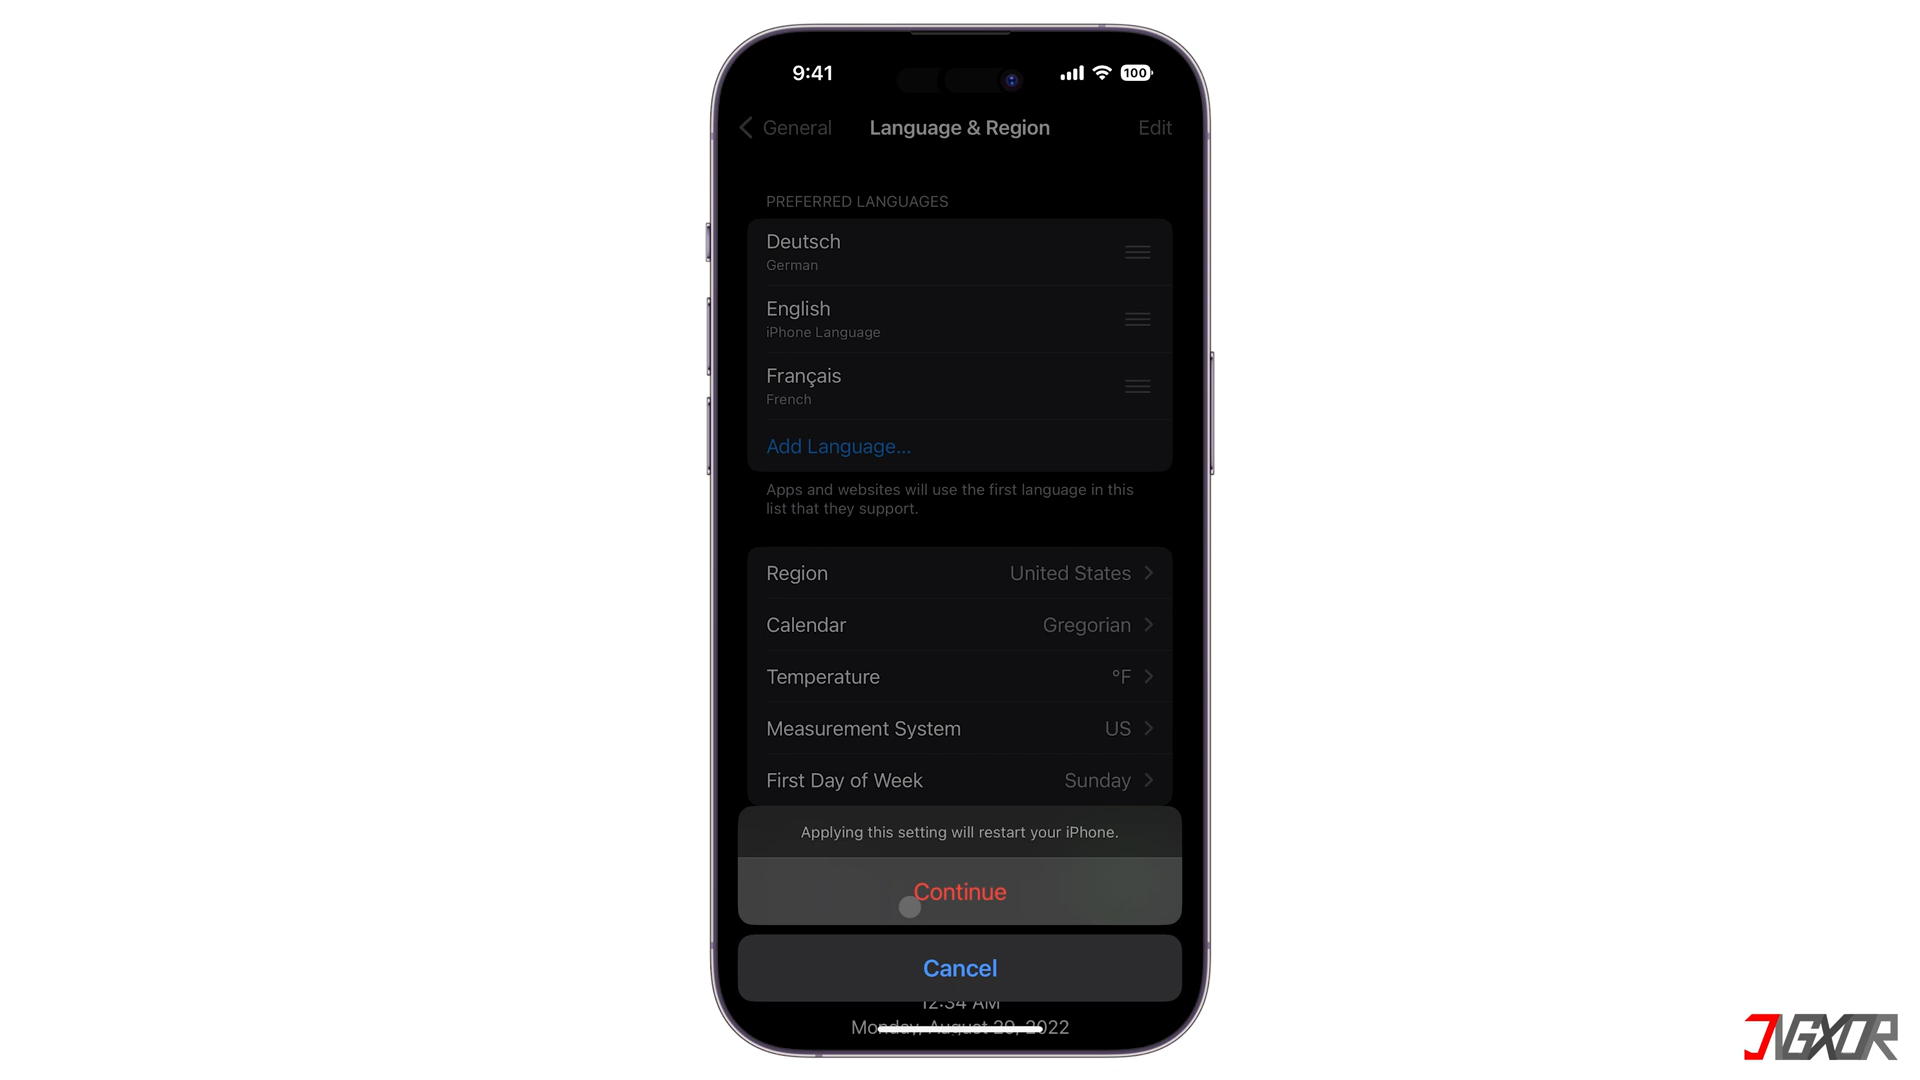 9:41
100
General
Language & Region
Edit
PREFERRED LANGUAGES
Deutsch
German
English
iPhone Language
Français
French
Add Language...
Apps and websites will use the first language in this
list that they support.
Region
United States
Calendar
Gregorian
Temperature
°F
Measurement System
US
First Day of Week
Sunday
Applying this setting will restart your iPhone.
Continue
Cancel
12:34 AM
Monday, August 29, 2022